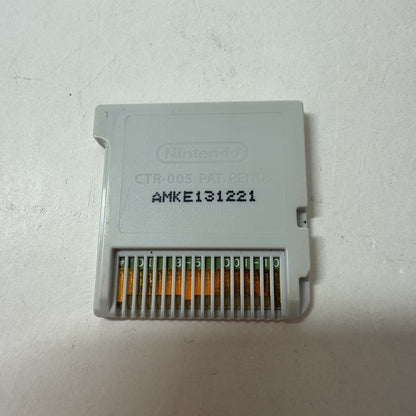 Nintendo
CTR-005 PAT. PEND.
AMKE131221